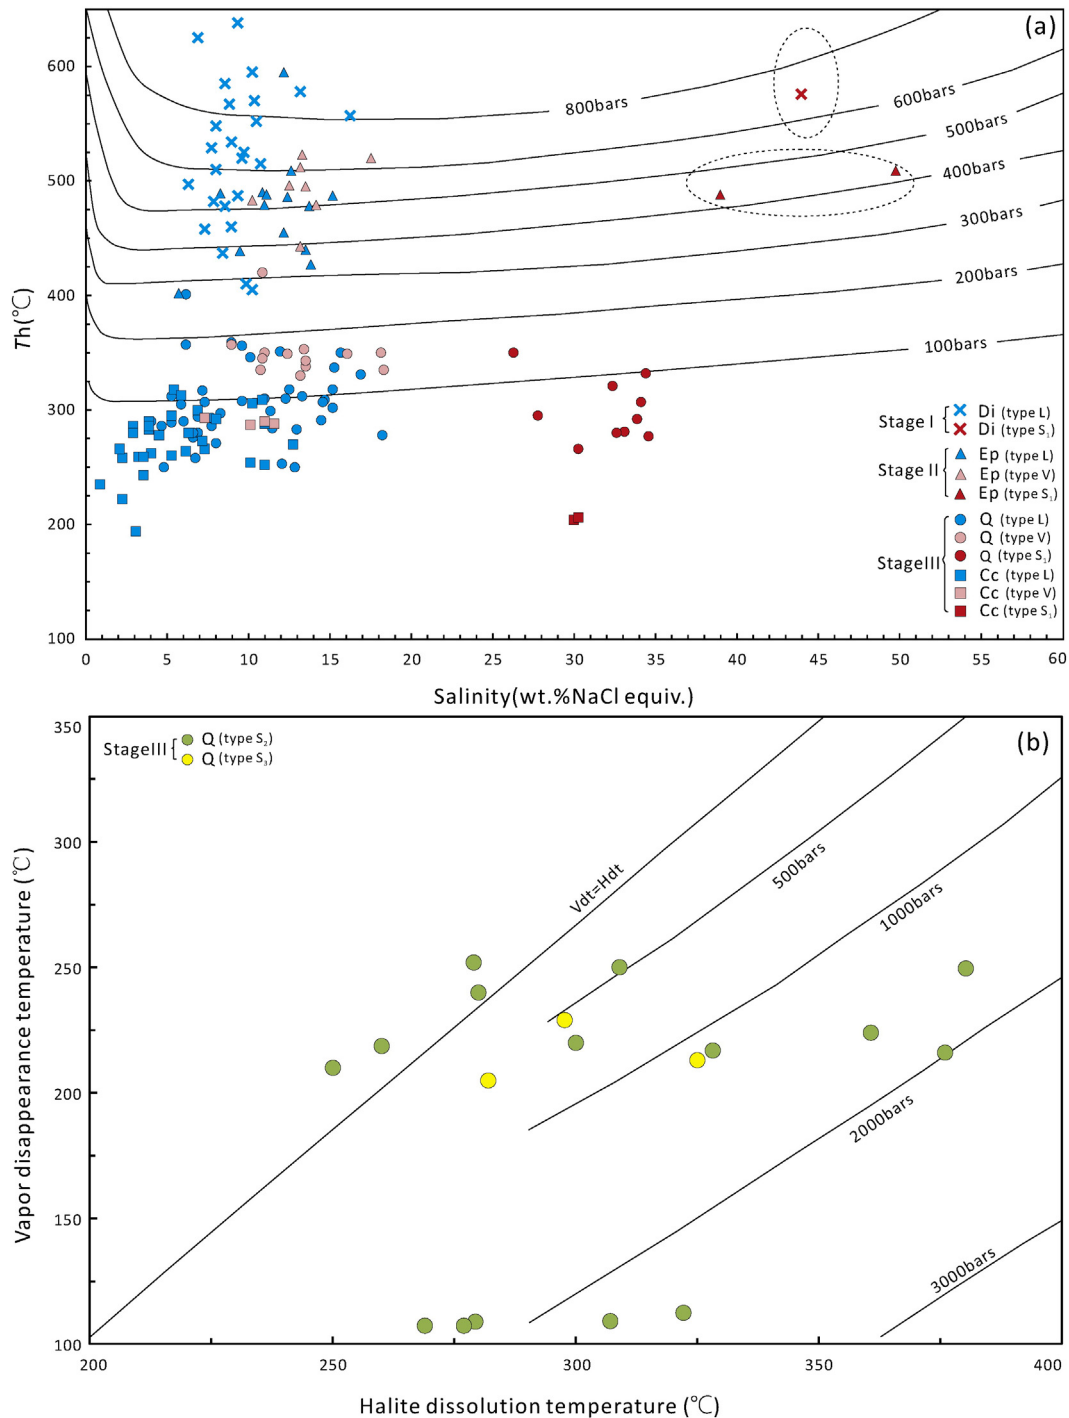 (a)
600
500
400
300
200
100
Th(℃)
800bars
600bars
500bars
400bars
300bars
200bars
100bars
Stage I
Di (type L)
Di (type S₁)
Stage II
Ep (type L)
Ep (type V)
Ep (type S₁)
StageIII
Q (type L)
Q (type V)
Q (type S₁)
Cc (type L)
Cc (type V)
Cc (type S₁)
0 5 10 15 20 25 30 35 40 45 50 55 60
Salinity(wt.%NaCl equiv.)
(b)
350
300
250
200
150
100
Vapor disappearance temperature (℃)
StageIII
Q (type S₂)
Q (type S₃)
Vdt=Hdt
500bars
1000bars
2000bars
3000bars
200 250 300 350 400
Halite dissolution temperature (℃)